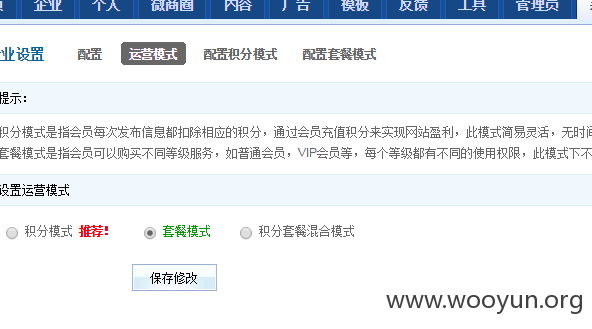 企业 个人 微商圈 内容 广告 模板 反馈 工具 管理员
业设置 配置 运营模式 配置积分模式 配置套餐模式
提示：
积分模式是指会员每次发布信息都扣除相应的积分，通过会员充值积分来实现网站盈利，此模式简易灵活，无时间
套餐模式是指会员可以购买不同等级服务，如普通会员，VIP会员等，每个等级都有不同的使用权限，此模式下不
设置运营模式
积分模式 推荐! 套餐模式 积分套餐混合模式
保存修改
www.wooyun.org